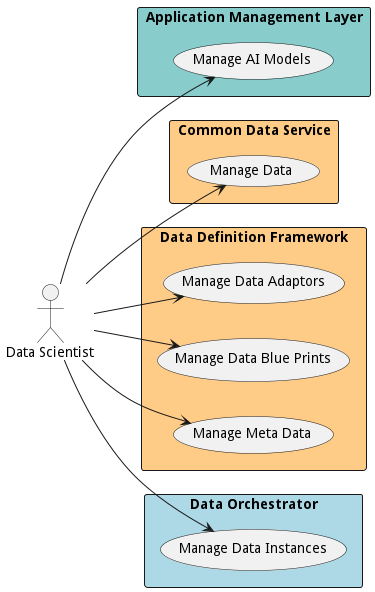 Application Management Layer
Manage AI Models
Common Data Service
Manage Data
Data Definition Framework
Manage Data Adaptors
Manage Data Blue Prints
Manage Meta Data
Data Scientist
Data Orchestrator
Manage Data Instances